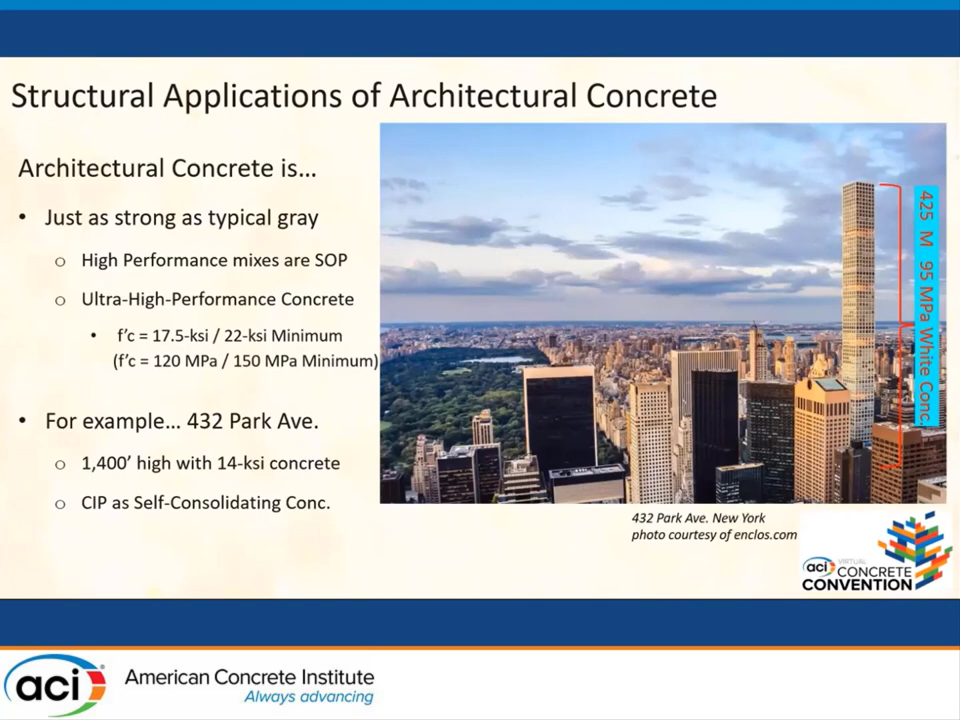 Structural Applications of Architectural Concrete
Architectural Concrete is...
• Just as strong as typical gray
o High Performance mixes are SOP
o Ultra-High-Performance Concrete
• f'c = 17.5-ksi / 22-ksi Minimum
(f'c = 120 MPa / 150 MPa Minimum)
• For example... 432 Park Ave.
o 1,400' high with 14-ksi concrete
o CIP as Self-Consolidating Conc.
425 M 95 MPa White Conc.
432 Park Ave. New York
photo courtesy of enclos.com
aci VIRTUAL
CONCRETE
CONVENTION
aci
American Concrete Institute
Always advancing